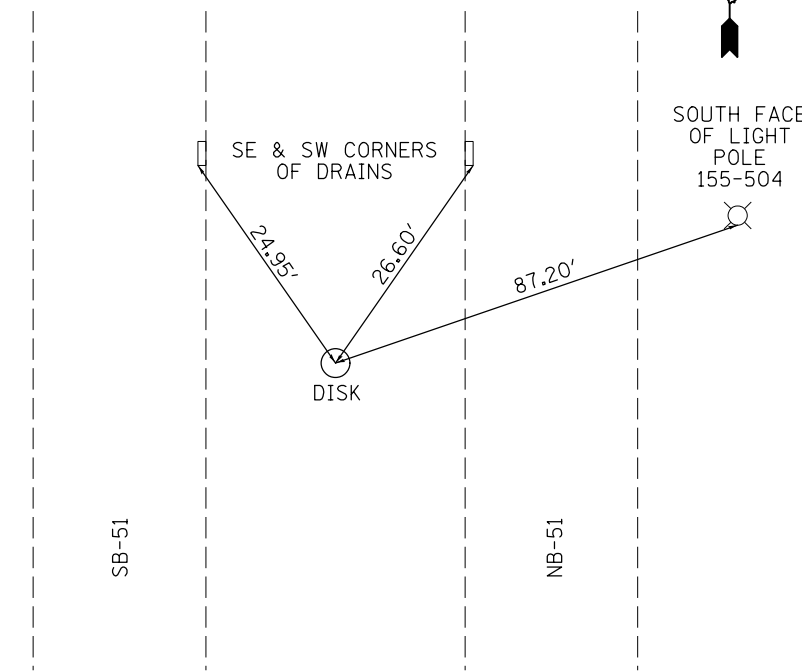 SOUTH FACE
OF LIGHT
POLE
155-504
SE & SW CORNERS
OF DRAINS
24.95'
26.60'
87.20'
DISK
SB-51
NB-51